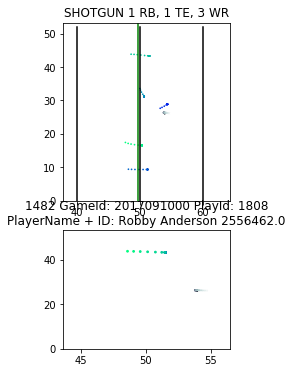 SHOTGUN 1 RB, 1 TE, 3 WR
50
40
30
20
10
0
40 50 60
1482 GameId: 2017091000 PlayId: 1808
PlayerName + ID: Robby Anderson 2556462.0
40
20
0
45 50 55